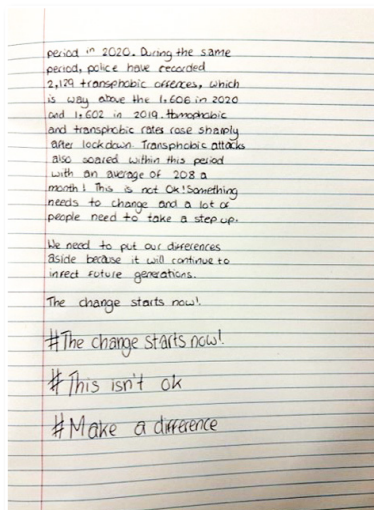 period in 2020. During the same
period, police have recorded
2,129 transphobic offences, which
is way above the 1,606 in 2020
and 1,602 in 2019. Homophobic
and transphobic rates rose sharply
after lockdown. Transphobic attacks
also soared within this period
with an average of 208 a
month! This is not Ok! Something
needs to change and a lot of
people need to take a step up.
We need to put our differences
aside because it will continue to
infect future generations.
The change starts now!
#The change starts now!
#This isn't ok
#Make a difference